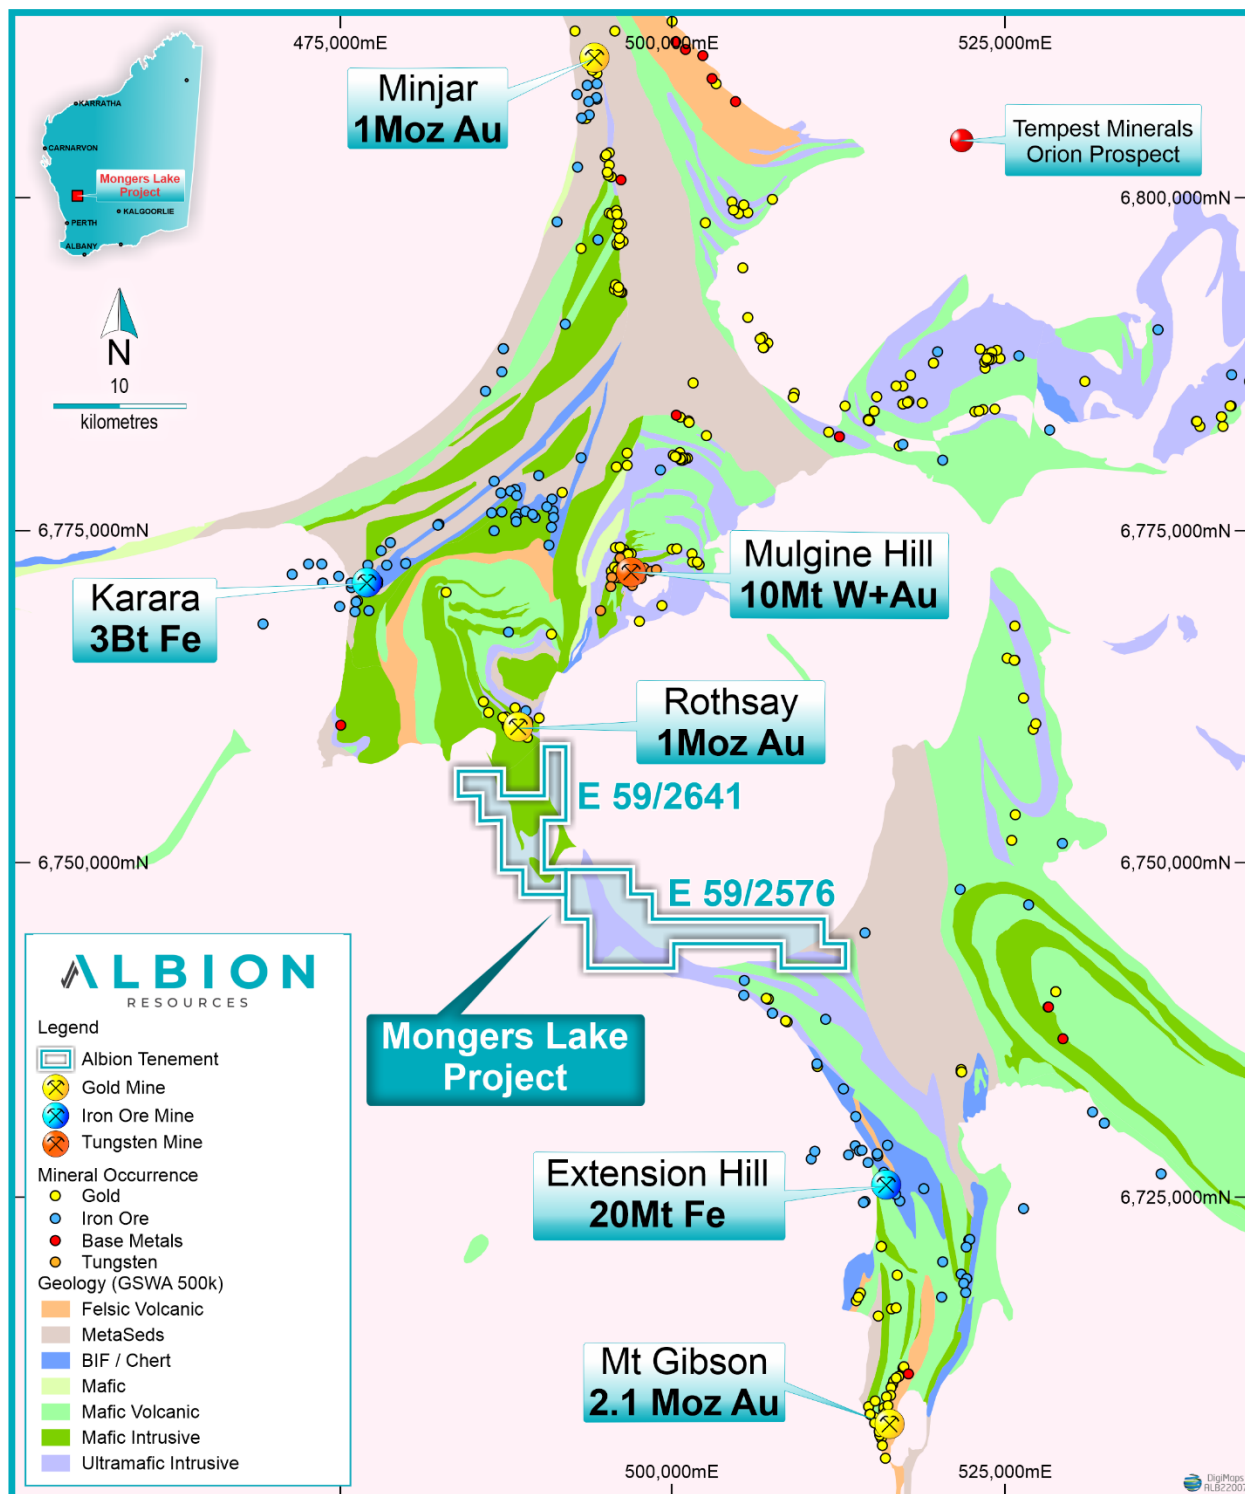 475,000mE
500,000mE
525,000mE
Minjar
1Moz Au
Tempest Minerals
Orion Prospect
KARRATHA
CARNARVON
Mongers Lake
Project
PERTH
KALGOORLIE
ALBANY
6,800,000mN
N
10
kilometres
6,775,000mN
6,775,000mN
Karara
3Bt Fe
Mulgine Hill
10Mt W+Au
Rothsay
1Moz Au
E 59/2641
6,750,000mN
6,750,000mN
E 59/2576
Mongers Lake
Project
ALBION
RESOURCES
Legend
Albion Tenement
Gold Mine
Iron Ore Mine
Tungsten Mine
Mineral Occurrence
Gold
Iron Ore
Base Metals
Tungsten
Geology (GSWA 500k)
Felsic Volcanic
MetaSeds
BIF / Chert
Mafic
Mafic Volcanic
Mafic Intrusive
Ultramafic Intrusive
Extension Hill
20Mt Fe
6,725,000mN
Mt Gibson
2.1 Moz Au
500,000mE
525,000mE
DigiMaps
ALB22007